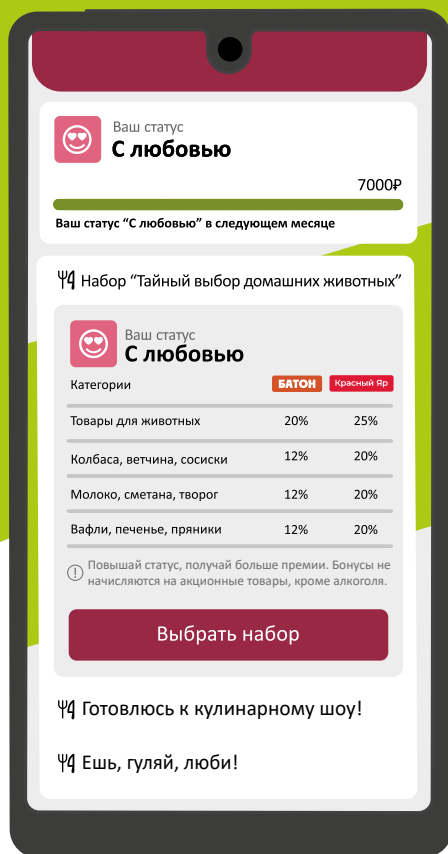 Ваш статус
С любовью
7000₽
Ваш статус “С любовью” в следующем месяце
Набор “Тайный выбор домашних животных”
Ваш статус
С любовью
Категории БАТОН Красный Яр
Товары для животных 20% 25%
Колбаса, ветчина, сосиски 12% 20%
Молоко, сметана, творог 12% 20%
Вафли, печенье, пряники 12% 20%
Повышай статус, получай больше премии. Бонусы не
начисляются на акционные товары, кроме алкоголя.
Выбрать набор
Готовлюсь к кулинарному шоу!
Ешь, гуляй, люби!